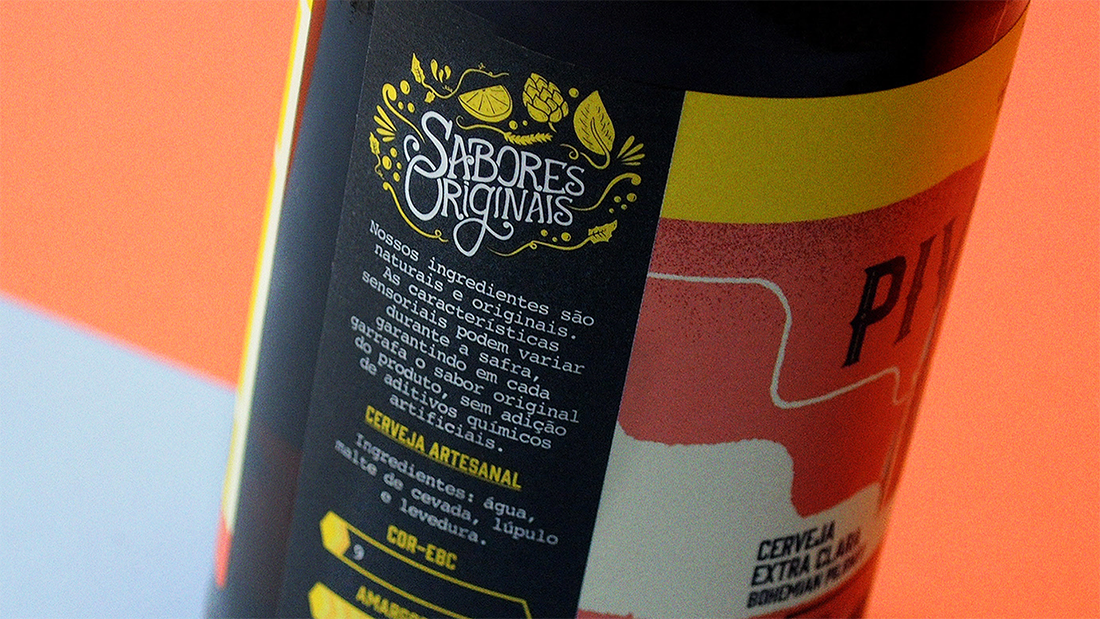 SABORES
ORIGINAIS
Nossos ingredientes são
naturais e originais.
As características
sensoriais podem variar
durante a safra,
garantindo em cada
garrafa o sabor original
do produto, sem adição
de aditivos químicos
artificiais.
CERVEJA ARTESANAL
Ingredientes: água,
malte de cevada, lúpulo
e levedura.
COR-EBC
9
CERVEJA
EXTRA CLARA
BOHEMIAN